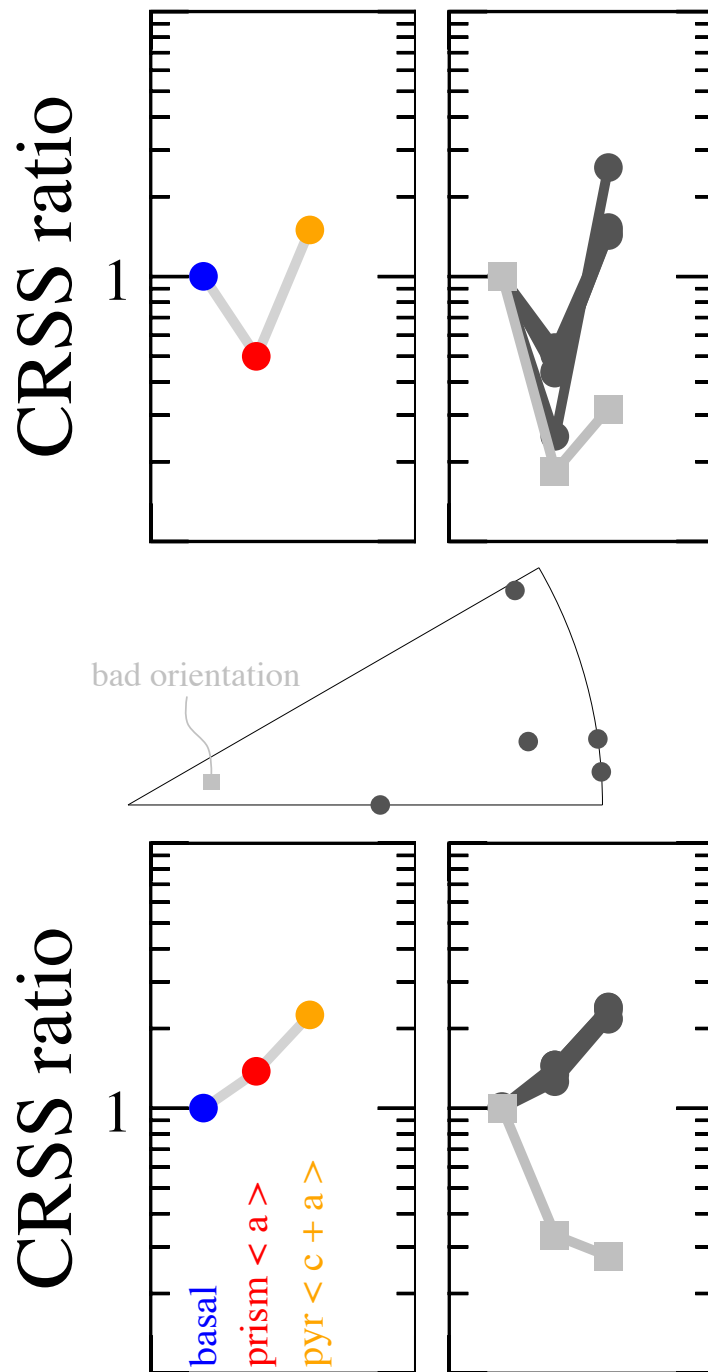 CRSS ratio
1
bad orientation
CRSS ratio
1
basal
prism < a >
pyr < c + a >